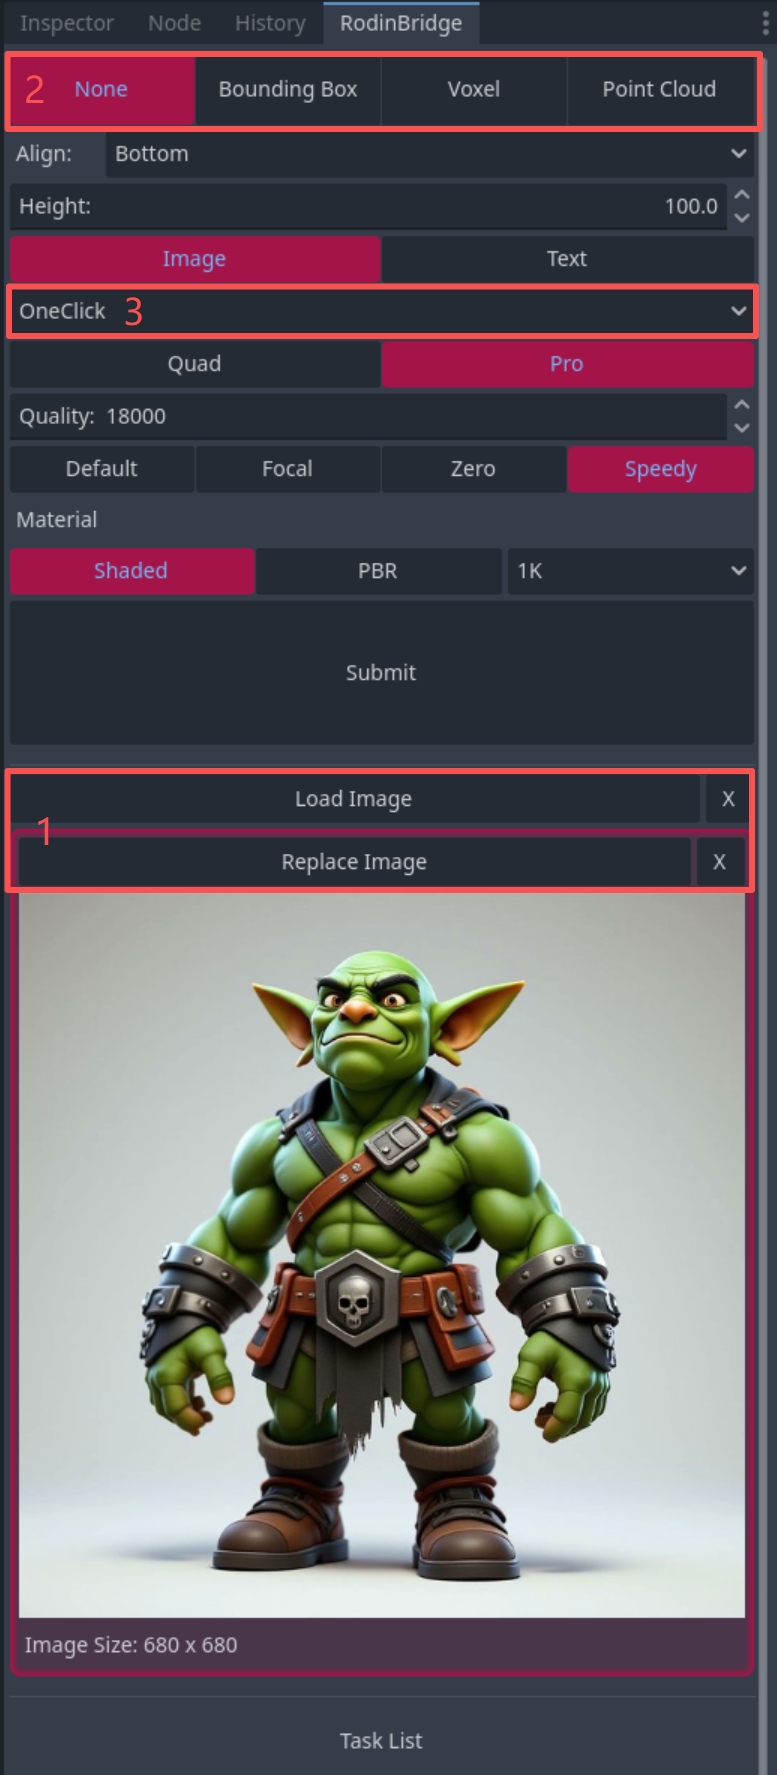 Inspector Node History RodinBridge
2 None Bounding Box Voxel Point Cloud
Align: Bottom
Height: 100.0
Image Text
OneClick 3
Quad Pro
Quality: 18000
Default Focal Zero Speedy
Material
Shaded PBR 1K
Submit
Load Image X
1
Replace Image X
Image Size: 680 x 680
Task List